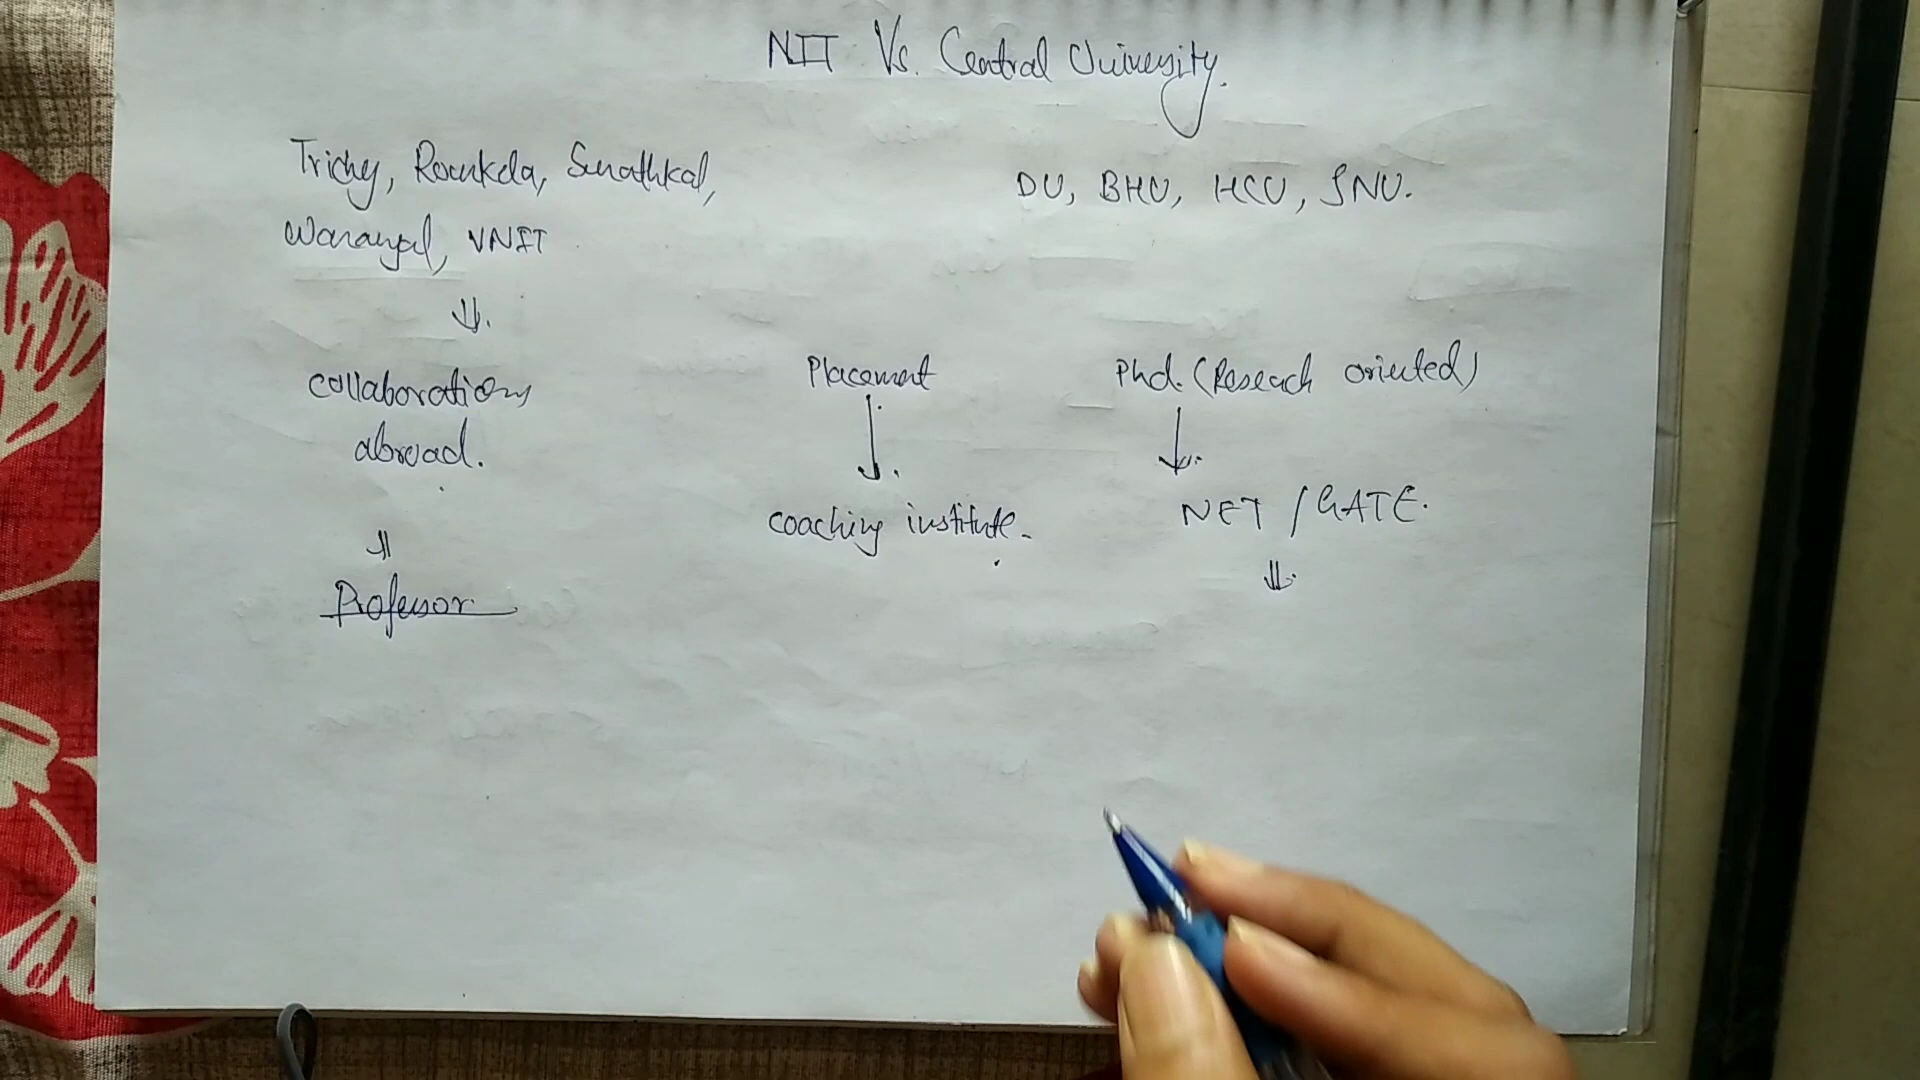 NIT Vs. Central University.
Trichy, Rourkela, Surathkal,
Warangal, VNIT
DU, BHU, HCU, JNU.
collaborations
abroad.
Professor
Placement
coaching institute.
Phd. (Reseach oriented)
NET / GATE.